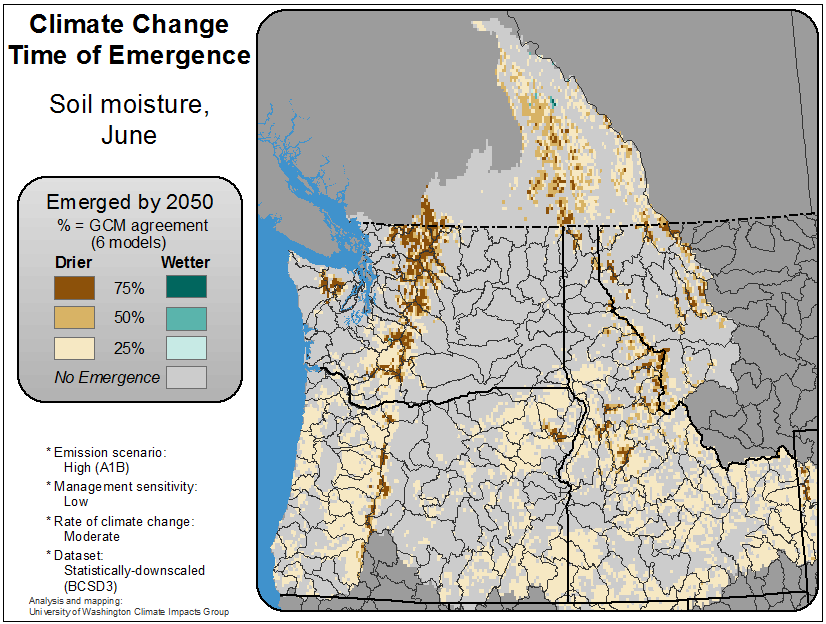 Climate Change
Time of Emergence
Soil moisture,
June
Emerged by 2050
% = GCM agreement
(6 models)
Drier Wetter
75%
50%
25%
No Emergence
* Emission scenario:
High (A1B)
* Management sensitivity:
Low
* Rate of climate change:
Moderate
* Dataset:
Statistically-downscaled
(BCSD3)
Analysis and mapping:
University of Washington Climate Impacts Group